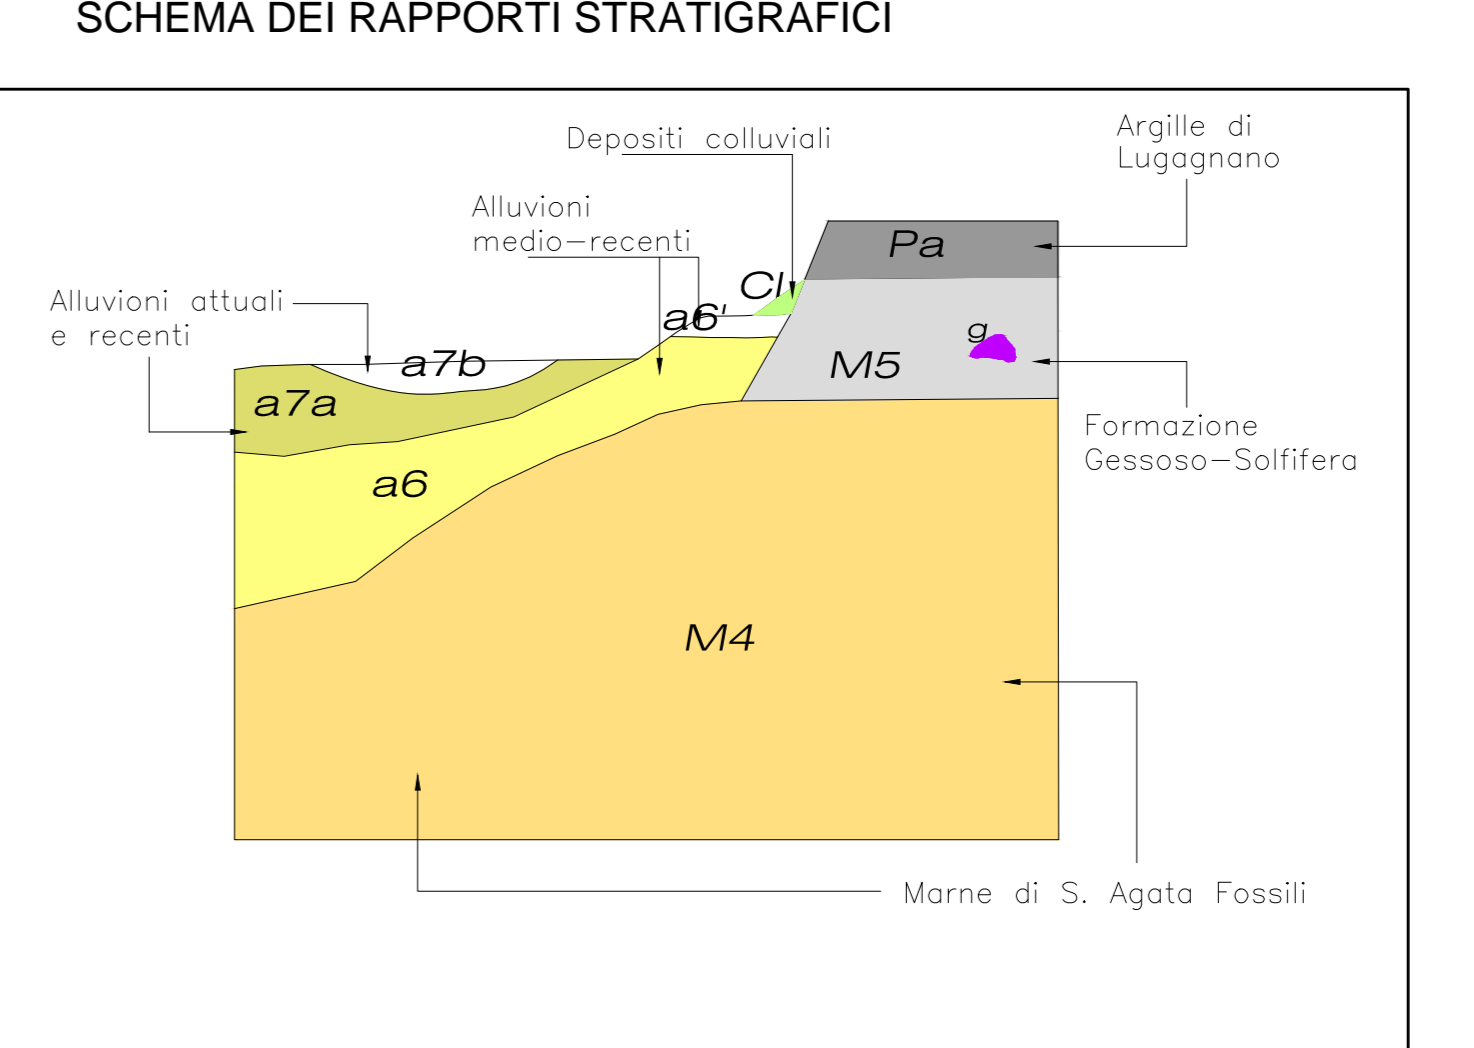 SCHEMA DEI RAPPORTI STRATIGRAFICI
Depositi colluviali
Argille di
Lugagnano
Alluvioni
medio-recenti
Pa
Cl
Alluvioni attuali
e recenti
a6'
g
a7b
M5
a7a
Formazione
Gessoso-Solfifera
a6
M4
Marne di S. Agata Fossili